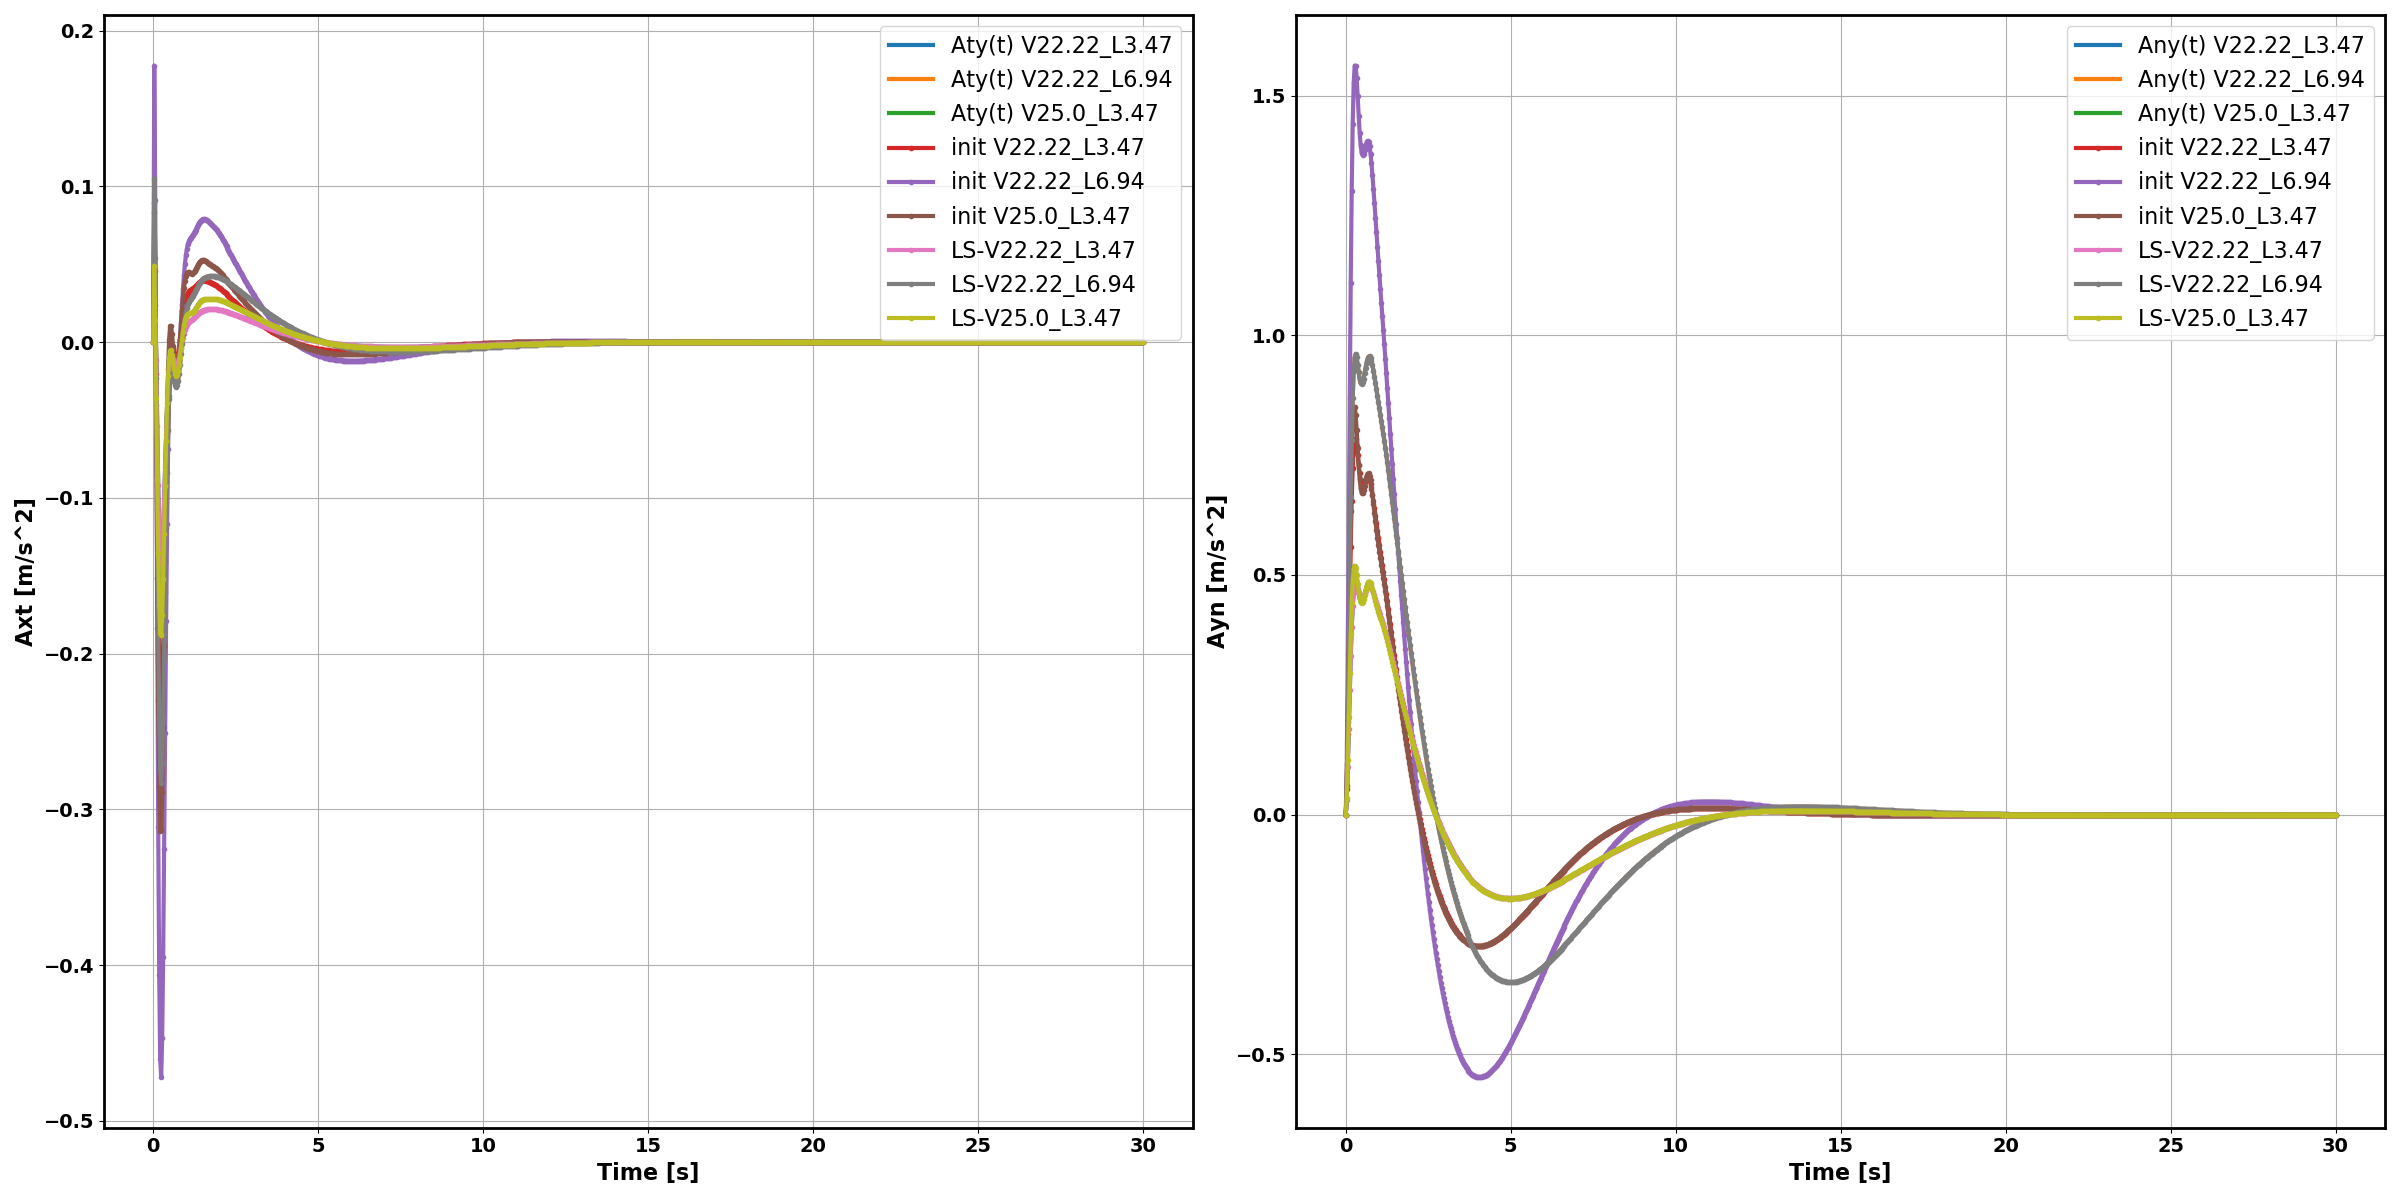 0.2
0.1
0.0
−0.1
−0.2
−0.3
−0.4
−0.5
Axt [m/s^2]
0
5
10
15
20
25
30
Time [s]
Aty(t) V22.22_L3.47
Aty(t) V22.22_L6.94
Aty(t) V25.0_L3.47
init V22.22_L3.47
init V22.22_L6.94
init V25.0_L3.47
LS-V22.22_L3.47
LS-V22.22_L6.94
LS-V25.0_L3.47
1.5
1.0
0.5
0.0
−0.5
Ayn [m/s^2]
0
5
10
15
20
25
30
Time [s]
Any(t) V22.22_L3.47
Any(t) V22.22_L6.94
Any(t) V25.0_L3.47
init V22.22_L3.47
init V22.22_L6.94
init V25.0_L3.47
LS-V22.22_L3.47
LS-V22.22_L6.94
LS-V25.0_L3.47